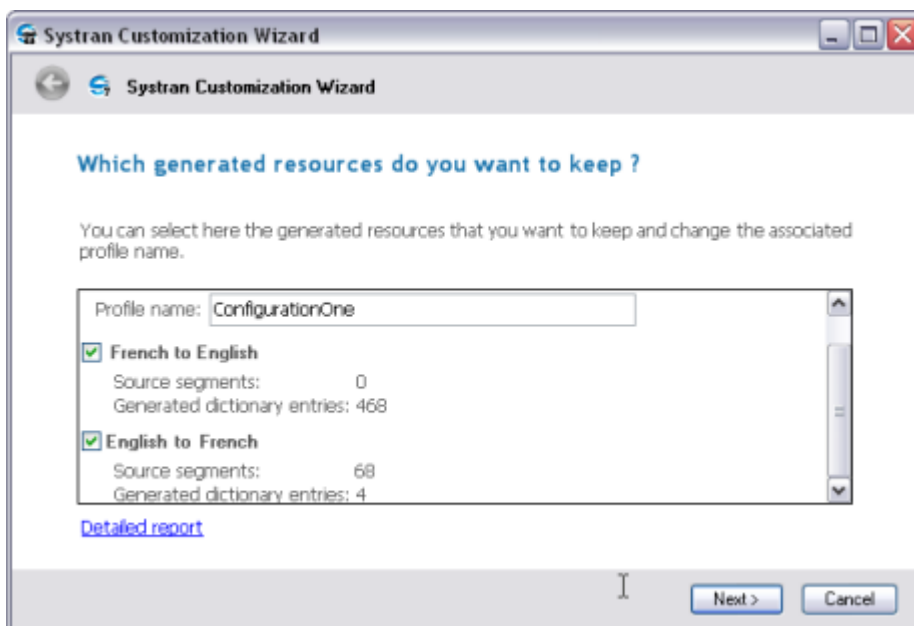 Systran Customization Wizard
Systran Customization Wizard
Which generated resources do you want to keep ?
You can select here the generated resources that you want to keep and change the associated
profile name.
Profile name: ConfigurationOne
French to English
Source segments: 0
Generated dictionary entries: 468
English to French
Source segments: 68
Generated dictionary entries: 4
Detailed report
Next > Cancel